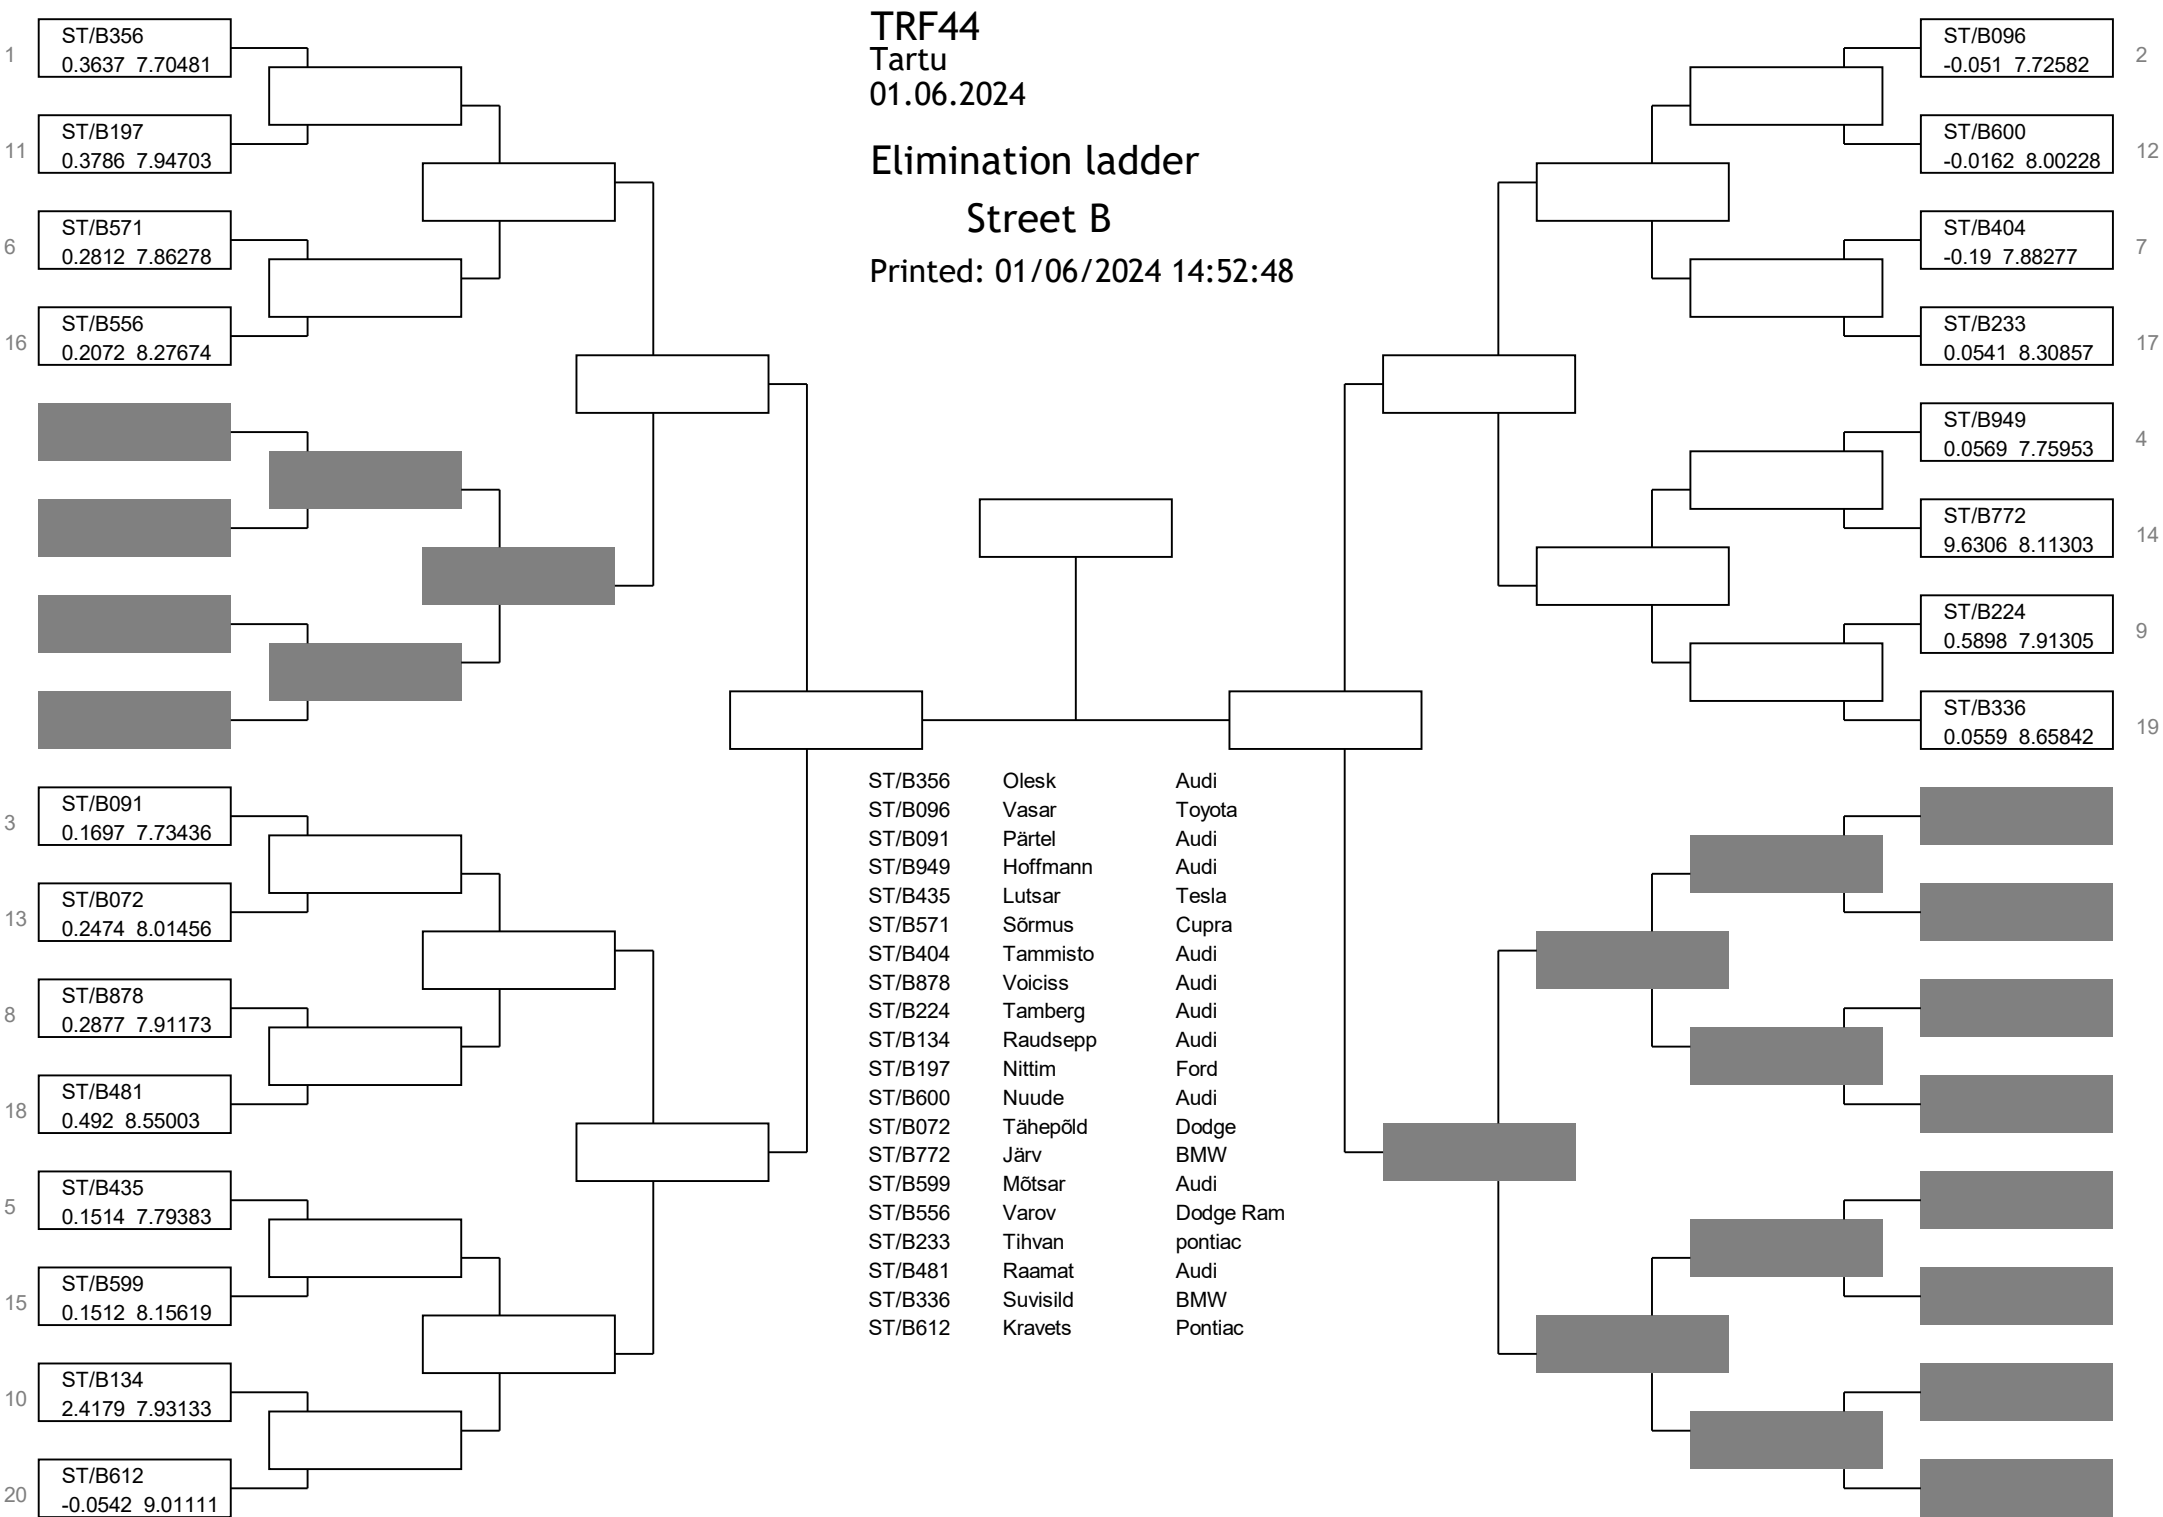 TRF44
Tartu
01.06.2024
Elimination ladder
Street B
Printed: 01/06/2024 14:52:48
1
ST/B356
0.3637 7.70481
11
ST/B197
0.3786 7.94703
6
ST/B571
0.2812 7.86278
16
ST/B556
0.2072 8.27674
3
ST/B091
0.1697 7.73436
13
ST/B072
0.2474 8.01456
8
ST/B878
0.2877 7.91173
18
ST/B481
0.492 8.55003
5
ST/B435
0.1514 7.79383
15
ST/B599
0.1512 8.15619
10
ST/B134
2.4179 7.93133
20
ST/B612
-0.0542 9.01111
ST/B096
-0.051 7.72582
2
ST/B600
-0.0162 8.00228
12
ST/B404
-0.19 7.88277
7
ST/B233
0.0541 8.30857
17
ST/B949
0.0569 7.75953
4
ST/B772
9.6306 8.11303
14
ST/B224
0.5898 7.91305
9
ST/B336
0.0559 8.65842
19
ST/B356 Olesk Audi
ST/B096 Vasar Toyota
ST/B091 Pärtel Audi
ST/B949 Hoffmann Audi
ST/B435 Lutsar Tesla
ST/B571 Sõrmus Cupra
ST/B404 Tammisto Audi
ST/B878 Voiciss Audi
ST/B224 Tamberg Audi
ST/B134 Raudsepp Audi
ST/B197 Nittim Ford
ST/B600 Nuude Audi
ST/B072 Tähepõld Dodge
ST/B772 Järv BMW
ST/B599 Mõtsar Audi
ST/B556 Varov Dodge Ram
ST/B233 Tihvan pontiac
ST/B481 Raamat Audi
ST/B336 Suvisild BMW
ST/B612 Kravets Pontiac